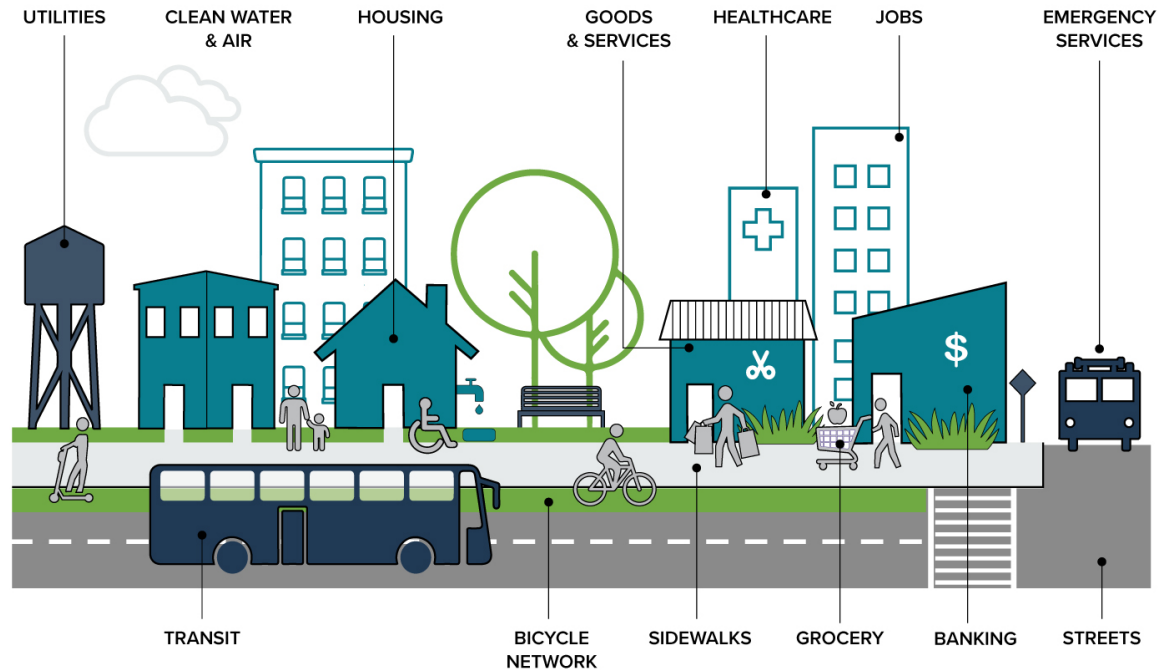 UTILITIES
CLEAN WATER
& AIR
HOUSING
GOODS
& SERVICES
HEALTHCARE
JOBS
EMERGENCY
SERVICES
$
TRANSIT
BICYCLE
NETWORK
SIDEWALKS
GROCERY
BANKING
STREETS